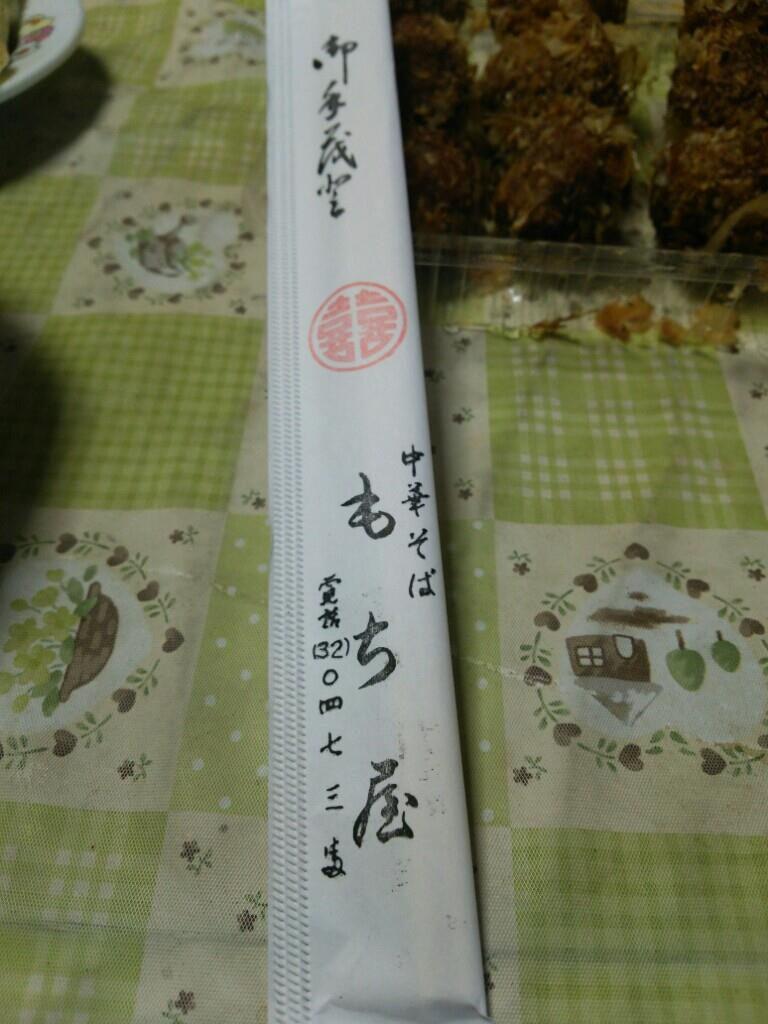 御手茂登
囍
中華そば
もち屋
電話(32)〇四七三番